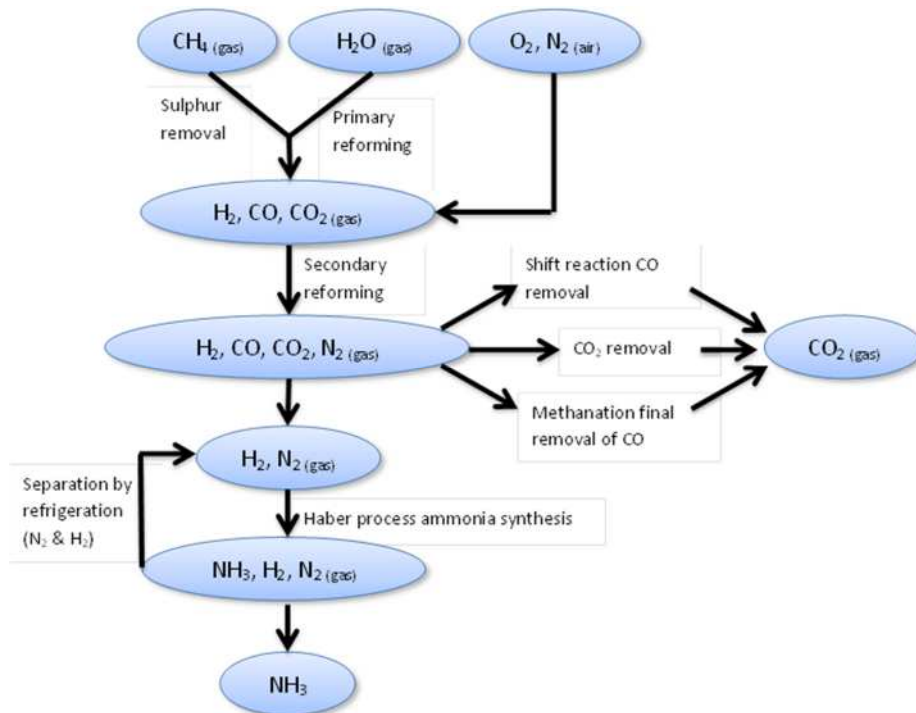 CH₄ (gas)
H₂O (gas)
O₂, N₂ (air)
Sulphur
removal
Primary
reforming
H₂, CO, CO₂ (gas)
Secondary
reforming
Shift reaction CO
removal
H₂, CO, CO₂, N₂ (gas)
CO₂ removal
CO₂ (gas)
Methanation final
removal of CO
H₂, N₂ (gas)
Separation by
refrigeration
(N₂ & H₂)
Haber process ammonia synthesis
NH₃, H₂, N₂ (gas)
NH₃